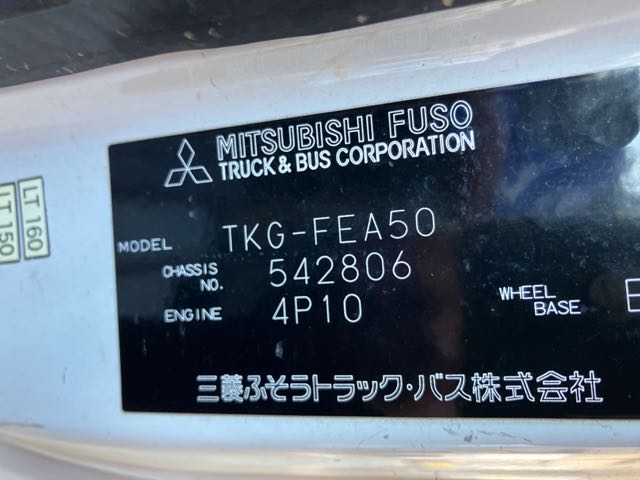 MITSUBISHI FUSO
TRUCK & BUS CORPORATION
MODEL TKG-FEA50
CHASSIS NO. 542806
ENGINE 4P10
WHEEL BASE
三菱ふそうトラック・バス株式会社
LT 160
LT 150